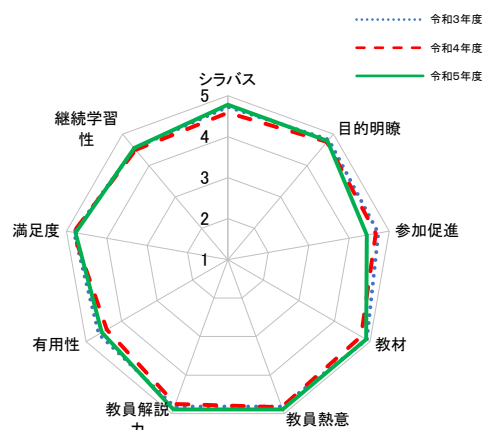 令和3年度
令和4年度
令和5年度
シラバス
5
継続学習
性
目的明瞭
4
3
満足度
参加促進
2
1
有用性
教材
教員解説
教員熱意